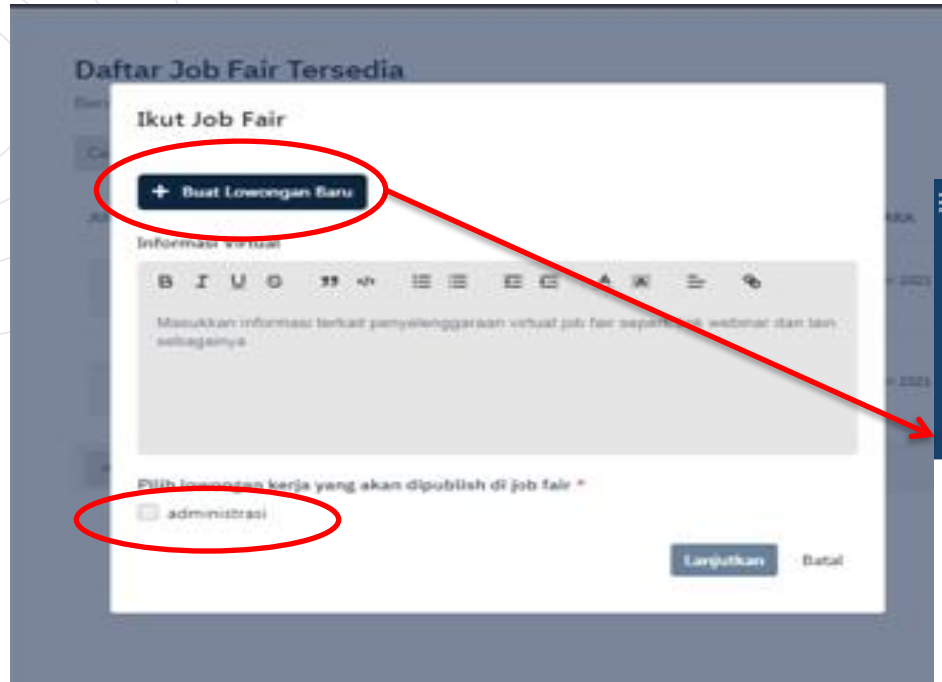 Daftar Job Fair Tersedia
Ikut Job Fair
+ Buat Lowongan Baru
Informasi Virtual
B I U
Masukkan informasi terkait penyelenggaraan virtual job fair seperti link webinar dan lain
sebagainya
Pilih lowongan kerja yang akan dipublish di job fair *
administrasi
Lanjutkan Batal